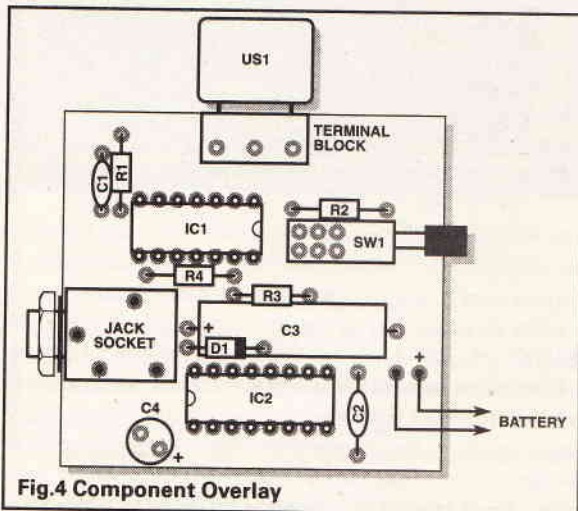 US1
TERMINAL
BLOCK
C1
R1
IC1
R2
SW1
R4
R3
JACK
SOCKET
+
C3
D1
+
IC2
C2
BATTERY
C4
+
Fig.4 Component Overlay